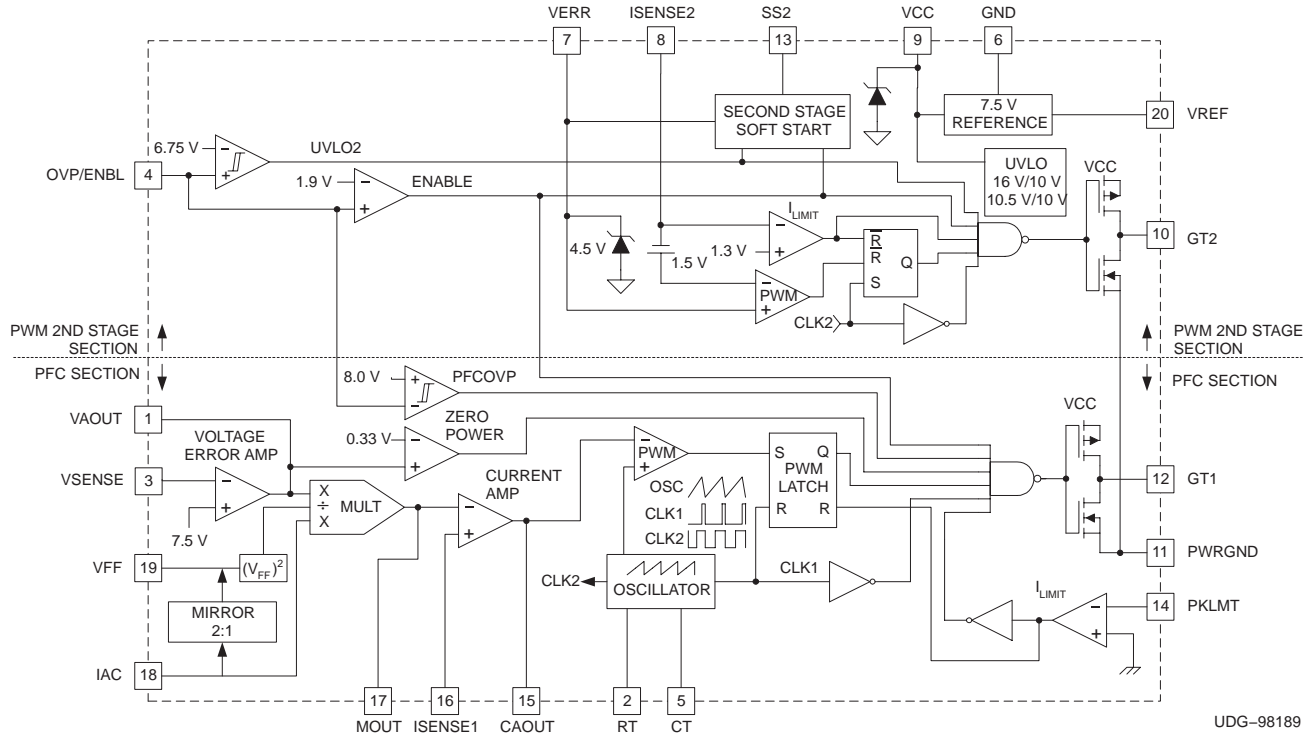 VERR
ISENSE2
SS2
VCC
GND
7
8
13
9
6
SECOND STAGE
SOFT START
7.5 V
REFERENCE
20
VREF
6.75 V
−
+
UVLO2
OVP/ENBL
4
1.9 V
−
+
ENABLE
UVLO
16 V/10 V
10.5 V/10 V
VCC
4.5 V
1.5 V
ILIMIT
−
+
1.3 V
R
R
Q
S
−
+
PWM
CLK2
10
GT2
PWM 2ND STAGE
SECTION
PWM 2ND STAGE
SECTION
PFC SECTION
PFC SECTION
8.0 V
+
−
PFCOVP
VAOUT
1
0.33 V
−
+
ZERO
POWER
VCC
VOLTAGE
ERROR AMP
VSENSE
3
−
+
7.5 V
X
÷
X
MULT
CURRENT
AMP
−
+
−
+
PWM
OSC
CLK1
CLK2
S
Q
PWM
LATCH
R
R
12
GT1
11
PWRGND
VFF
19
(VFF)2
MIRROR
2:1
CLK2
OSCILLATOR
CLK1
ILIMIT
−
+
14
PKLMT
IAC
18
17
16
15
2
5
MOUT
ISENSE1
CAOUT
RT
CT
UDG–98189